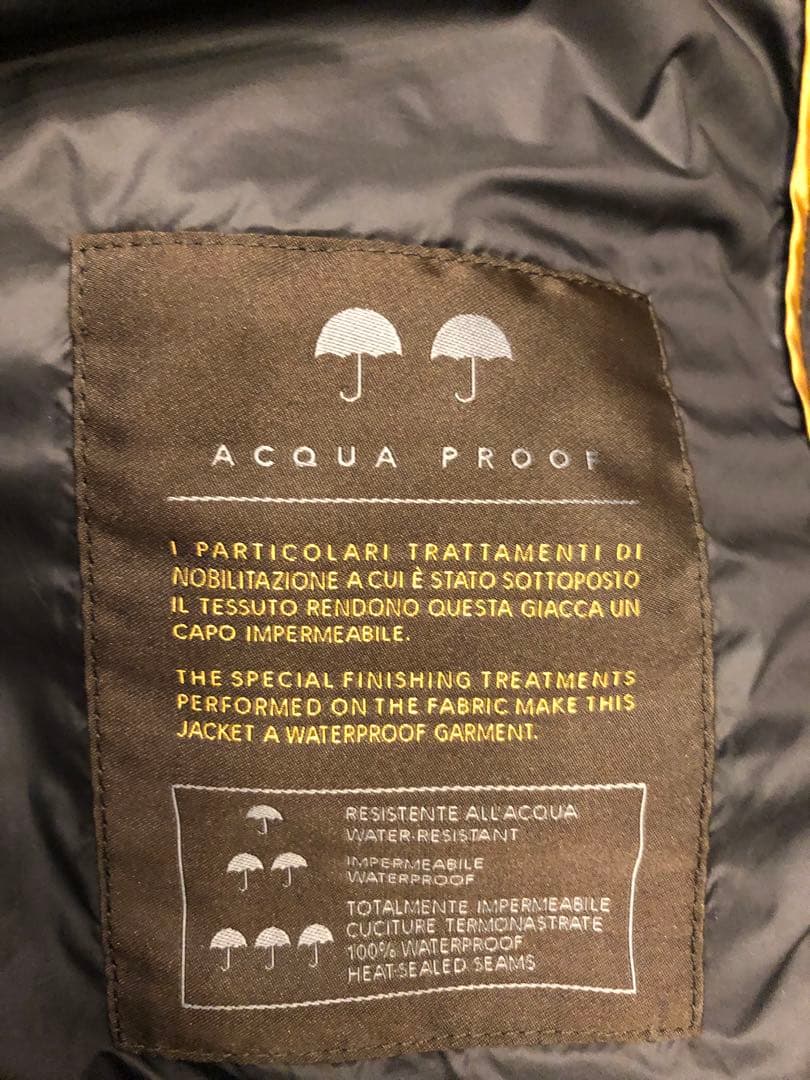 ACQUA PROOF
I PARTICOLARI TRATTAMENTI DI
NOBILITAZIONE A CUI È STATO SOTTOPOSTO
IL TESSUTO RENDONO QUESTA GIACCA UN
CAPO IMPERMEABILE.
THE SPECIAL FINISHING TREATMENTS
PERFORMED ON THE FABRIC MAKE THIS
JACKET A WATERPROOF GARMENT.
RESISTENTE ALL'ACQUA
WATER-RESISTANT
IMPERMEABILE
WATERPROOF
TOTALMENTE IMPERMEABILE
CUCITURE TERMONASTRATE
100% WATERPROOF
HEAT-SEALED SEAMS